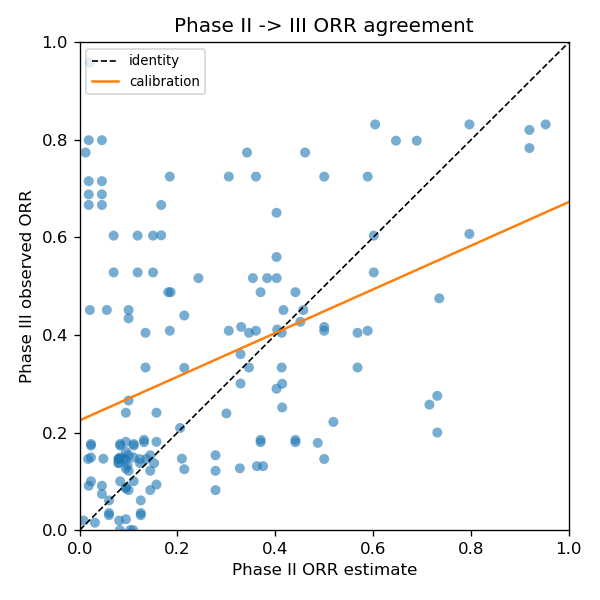 Phase II -> III ORR agreement
identity
calibration
1.0
0.8
0.6
0.4
0.2
0.0
Phase III observed ORR
0.0 0.2 0.4 0.6 0.8 1.0
Phase II ORR estimate